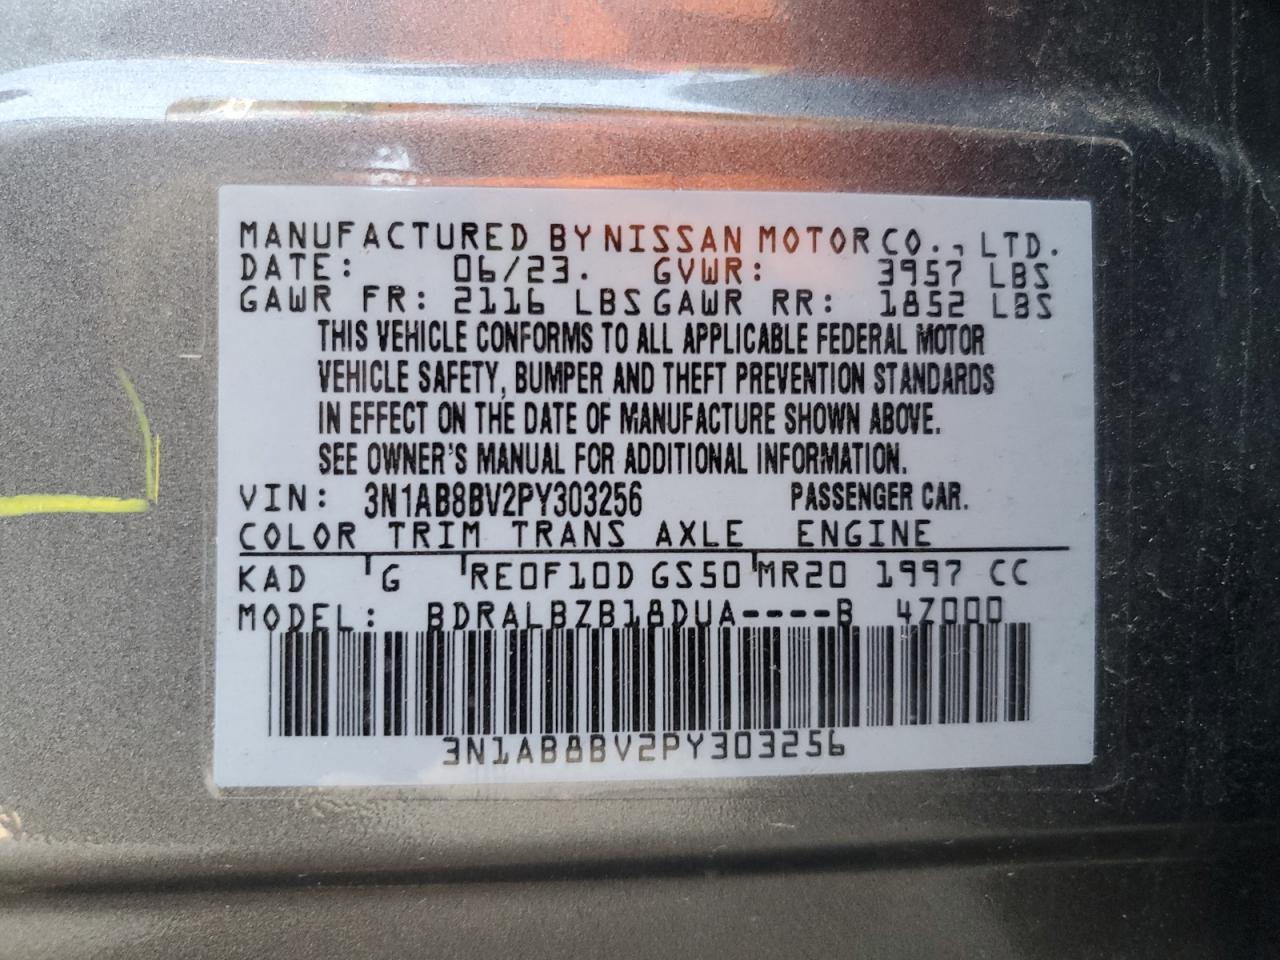 MANUFACTURED BY NISSAN MOTOR CO., LTD.
DATE: 06/23. GVWR: 3957 LBS
GAWR FR: 2116 LBS GAWR RR: 1852 LBS
THIS VEHICLE CONFORMS TO ALL APPLICABLE FEDERAL MOTOR
VEHICLE SAFETY, BUMPER AND THEFT PREVENTION STANDARDS
IN EFFECT ON THE DATE OF MANUFACTURE SHOWN ABOVE.
SEE OWNER'S MANUAL FOR ADDITIONAL INFORMATION.
VIN: 3N1AB8BV2PY303256 PASSENGER CAR.
COLOR TRIM TRANS AXLE ENGINE
KAD G RE0F10D GS50 MR20 1997 CC
MODEL: BDRALBZB18DUA----B 4Z000
3N1AB8BV2PY303256